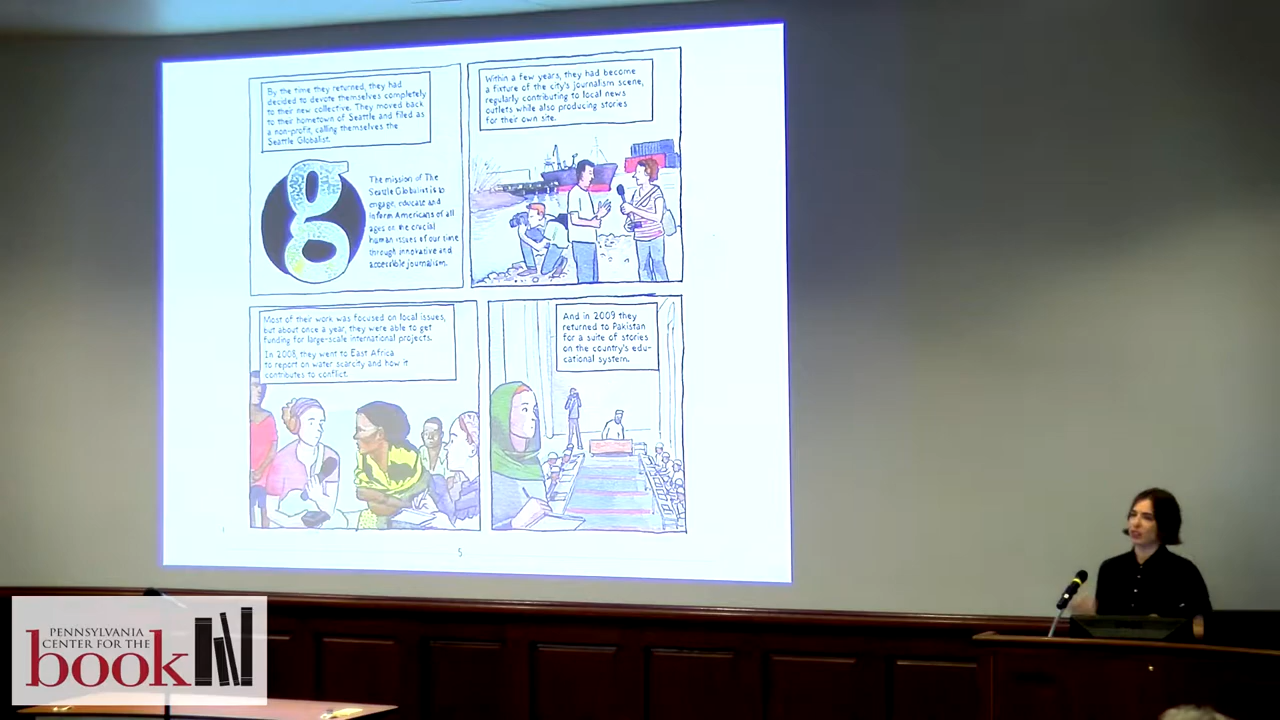 By the time they returned, they had
decided to devote themselves completely
to their new collective. They moved back
to their hometown of Seattle and filed as
a non-profit, calling themselves the
Seattle Globalist.
g
The mission of The
Seattle Globalist is to
engage, educate and
inform Americans of all
ages on the crucial
human issues of our time
through innovative and
accessible journalism.
Within a few years, they had become
a fixture of the city's journalism scene,
regularly contributing to local news
outlets while also producing stories
for their own site.
Most of their work was focused on local issues,
but about once a year, they were able to get
funding for large-scale international projects.
In 2008, they went to East Africa
to report on water scarcity and how it
contributes to conflict.
And in 2009 they
returned to Pakistan
for a suite of stories
on the country's edu-
cational system.
5
PENNSYLVANIA
CENTER FOR THE
book